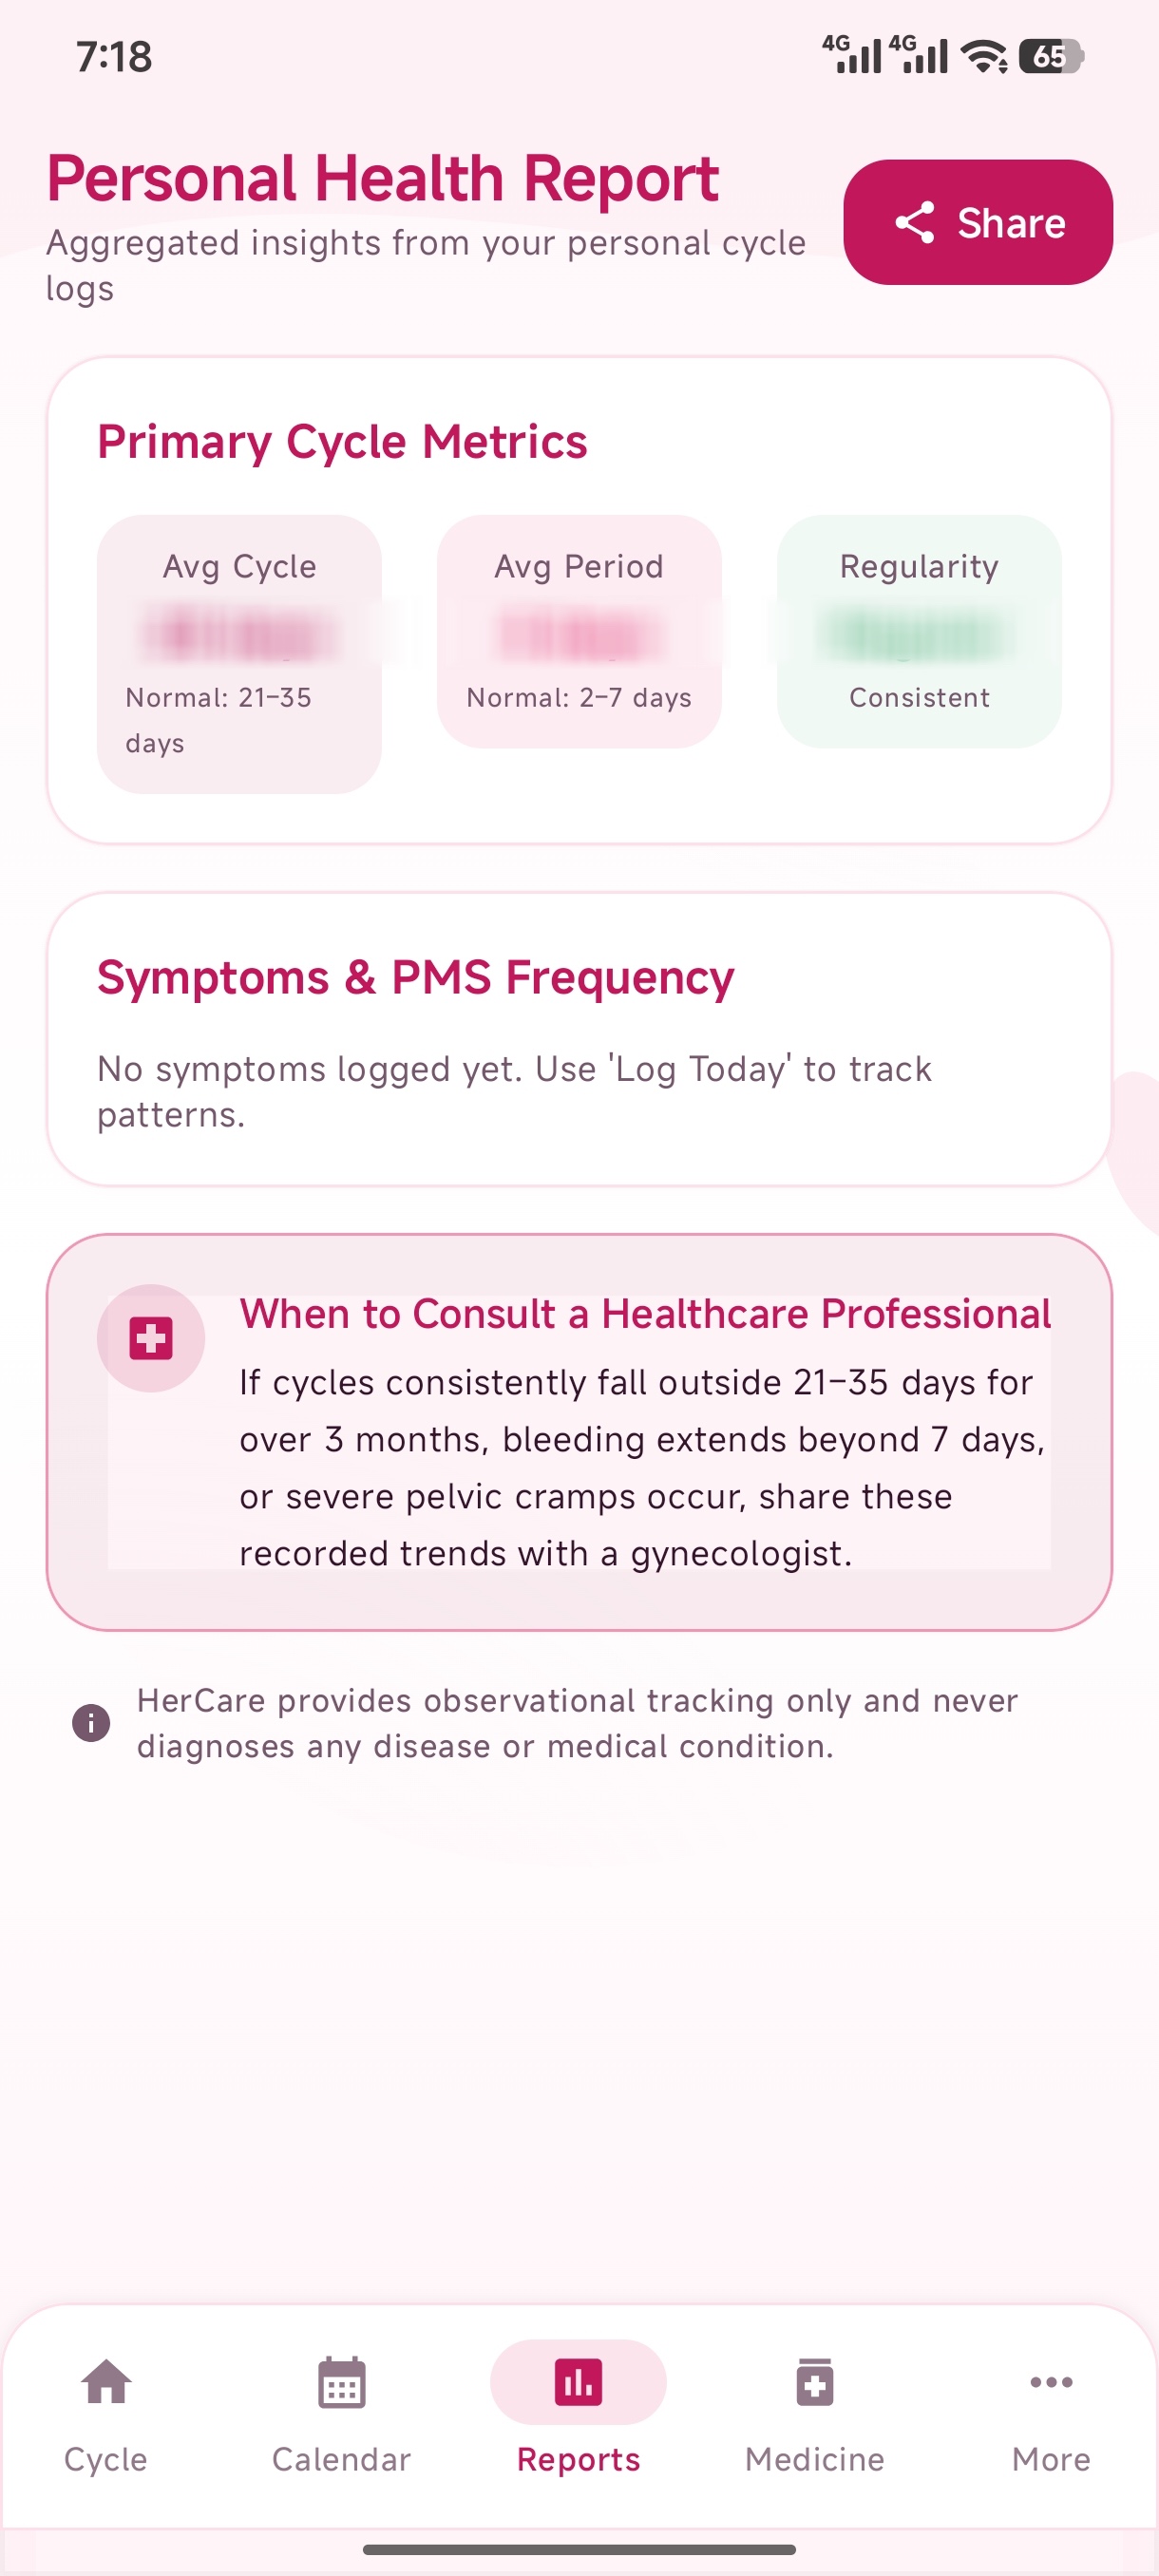 7:18
4G 4G 65
Personal Health Report
Aggregated insights from your personal cycle
logs
Share
Primary Cycle Metrics
Avg Cycle
Normal: 21–35
days
Avg Period
Normal: 2–7 days
Regularity
Consistent
Symptoms & PMS Frequency
No symptoms logged yet. Use 'Log Today' to track
patterns.
When to Consult a Healthcare Professional
If cycles consistently fall outside 21–35 days for
over 3 months, bleeding extends beyond 7 days,
or severe pelvic cramps occur, share these
recorded trends with a gynecologist.
HerCare provides observational tracking only and never
diagnoses any disease or medical condition.
Cycle
Calendar
Reports
Medicine
More